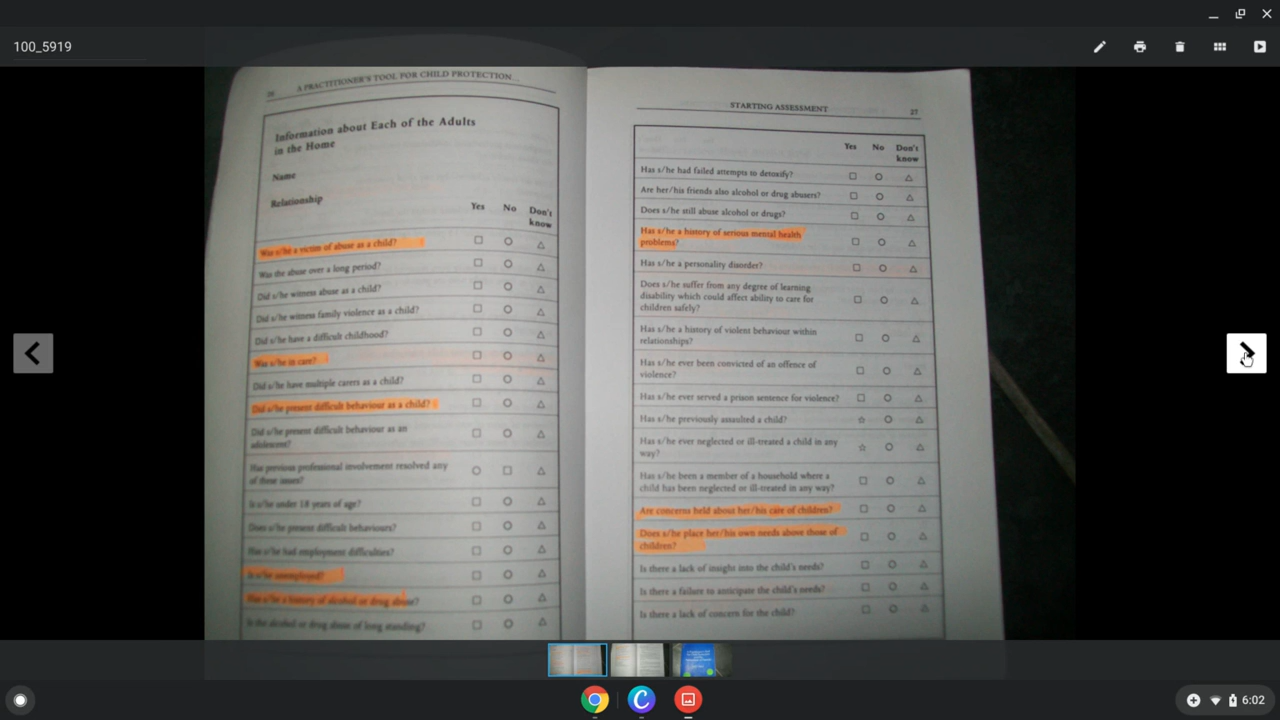 100_5919
26 A PRACTITIONER'S TOOL FOR CHILD PROTECTION...
Information about Each of the Adults
in the Home
Name
Relationship
Yes No Don't
know
Was s/he a victim of abuse as a child?
Was the abuse over a long period?
Did s/he witness abuse as a child?
Did s/he witness family violence as a child?
Did s/he have a difficult childhood?
Was s/he in care?
Did s/he have multiple carers as a child?
Did s/he present difficult behaviour as a child?
Did s/he present difficult behaviour as an
adolescent?
Has previous professional involvement resolved any
of these issues?
Is s/he under 18 years of age?
Does s/he present difficult behaviours?
Has s/he had employment difficulties?
Is s/he unemployed?
Has s/he a history of alcohol or drug abuse?
Is the alcohol or drug abuse of long standing?
STARTING ASSESSMENT 27
Yes No Don't
know
Has s/he had failed attempts to detoxify?
Are her/his friends also alcohol or drug abusers?
Does s/he still abuse alcohol or drugs?
Has s/he a history of serious mental health
problems?
Has s/he a personality disorder?
Does s/he suffer from any degree of learning
disability which could affect ability to care for
children safely?
Has s/he a history of violent behaviour within
relationships?
Has s/he ever been convicted of an offence of
violence?
Has s/he ever served a prison sentence for violence?
Has s/he previously assaulted a child?
Has s/he ever neglected or ill-treated a child in any
way?
Has s/he been a member of a household where a
child has been neglected or ill-treated in any way?
Are concerns held about her/his care of children?
Does s/he place her/his own needs above those of
children?
Is there a lack of insight into the child's needs?
Is there a failure to anticipate the child's needs?
Is there a lack of concern for the child?
6:02